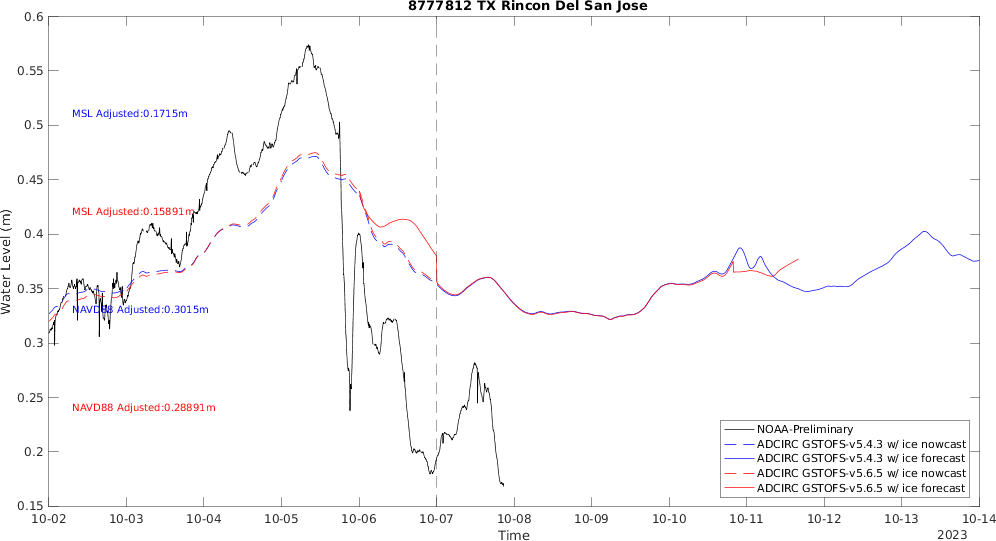 8777812 TX Rincon Del San Jose
0.6
0.55
0.5
0.45
0.4
0.35
0.3
0.25
0.2
0.15
Water Level (m)
MSL Adjusted:0.1715m
MSL Adjusted:0.15891m
NAVD88 Adjusted:0.3015m
NAVD88 Adjusted:0.28891m
NOAA-Preliminary
ADCIRC GSTOFS-v5.4.3 w/ ice nowcast
ADCIRC GSTOFS-v5.4.3 w/ ice forecast
ADCIRC GSTOFS-v5.6.5 w/ ice nowcast
ADCIRC GSTOFS-v5.6.5 w/ ice forecast
10-02 10-03 10-04 10-05 10-06 10-07 10-08 10-09 10-10 10-11 10-12 10-13 10-14
Time
2023